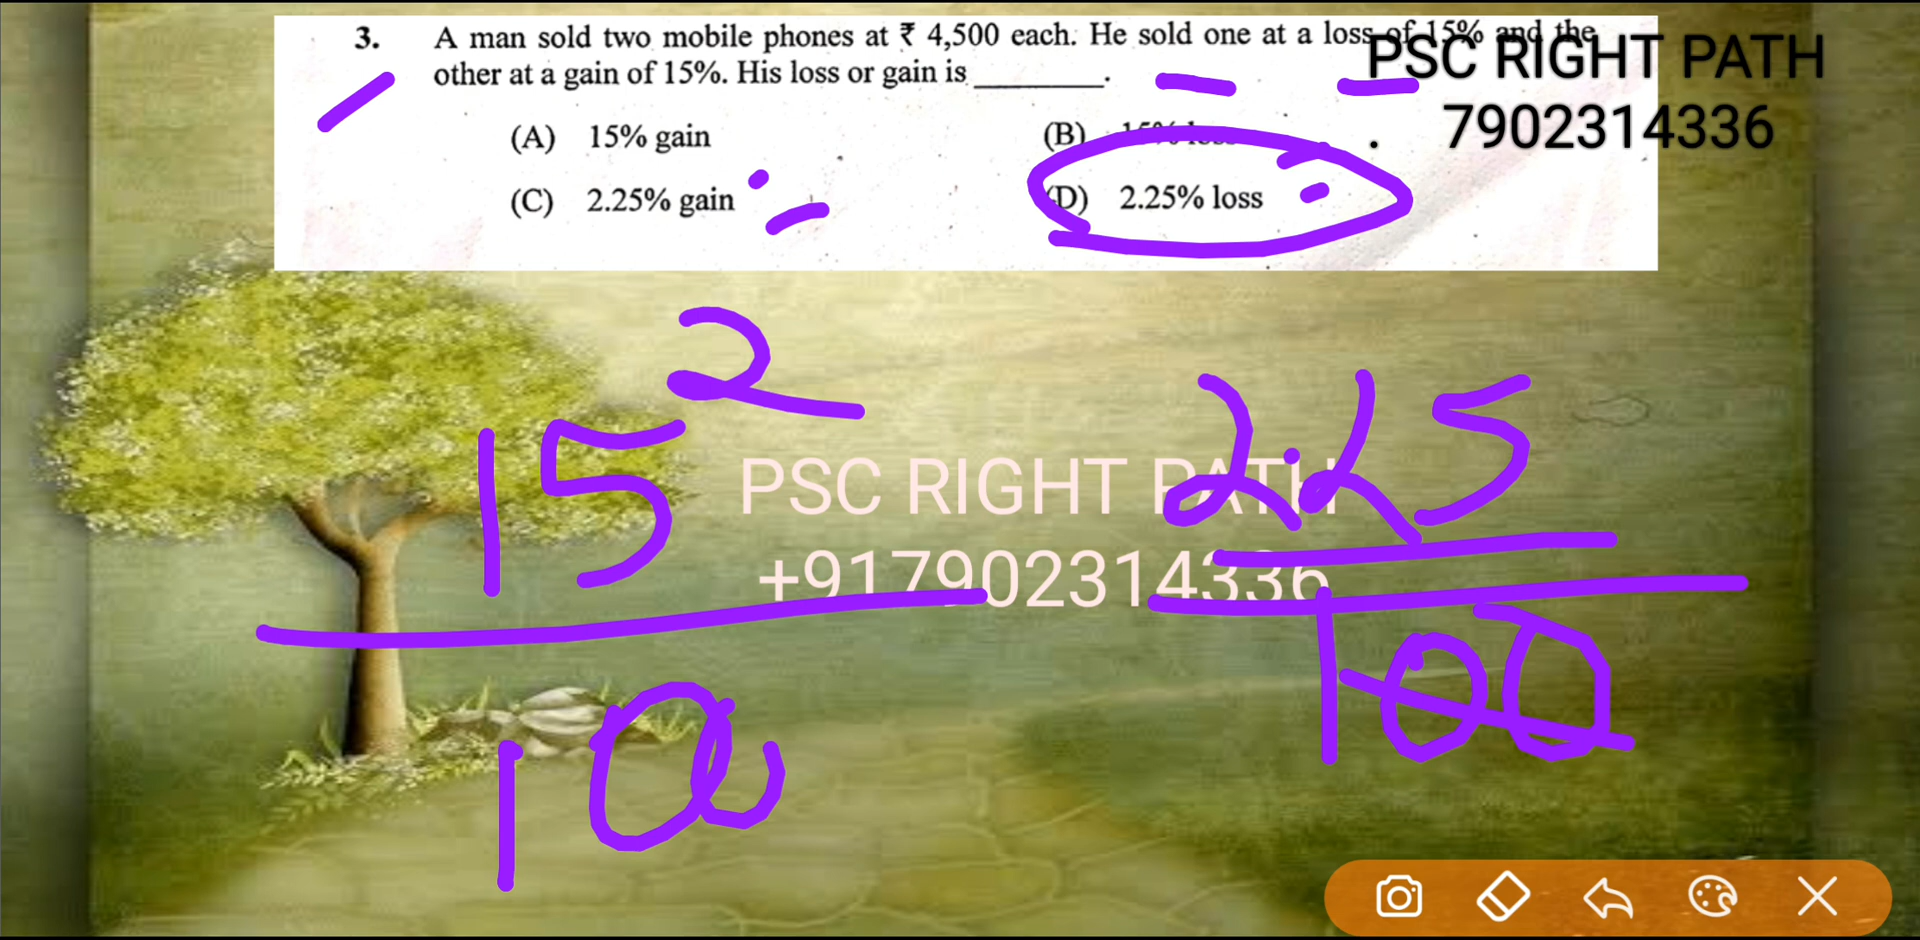 3. A man sold two mobile phones at ₹ 4,500 each. He sold one at a loss of 15% and the
other at a gain of 15%. His loss or gain is ________.
PSC RIGHT PATH
7902314336
(A) 15% gain
(B) 15% loss
(C) 2.25% gain
(D) 2.25% loss
15²
100
2.25
100
PSC RIGHT PATH
+917902314336